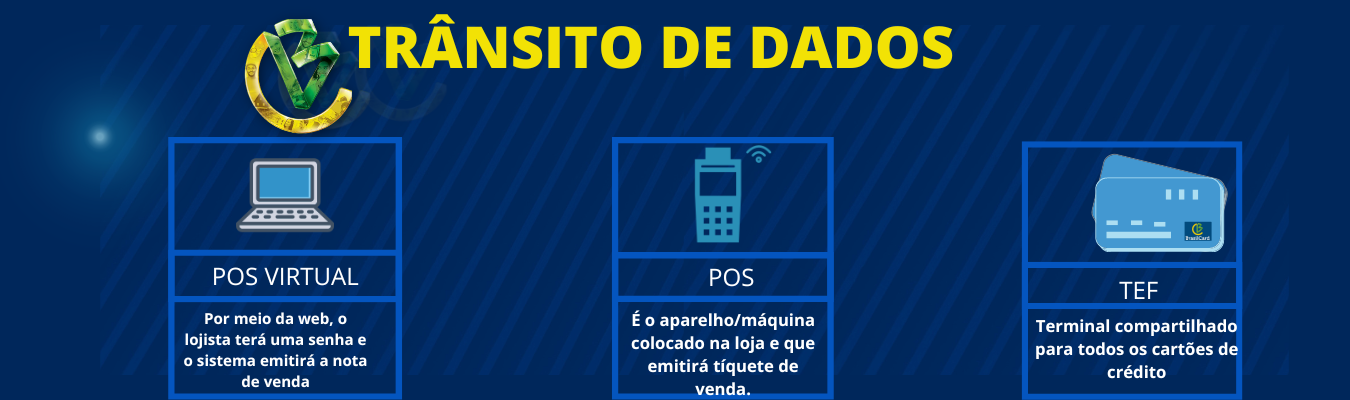 TRÂNSITO DE DADOS
POS VIRTUAL
Por meio da web, o
lojista terá uma senha e
o sistema emitirá a nota
de venda
POS
É o aparelho/máquina
colocado na loja e que
emitirá tíquete de
venda.
BrasilCard
TEF
Terminal compartilhado
para todos os cartões de
crédito